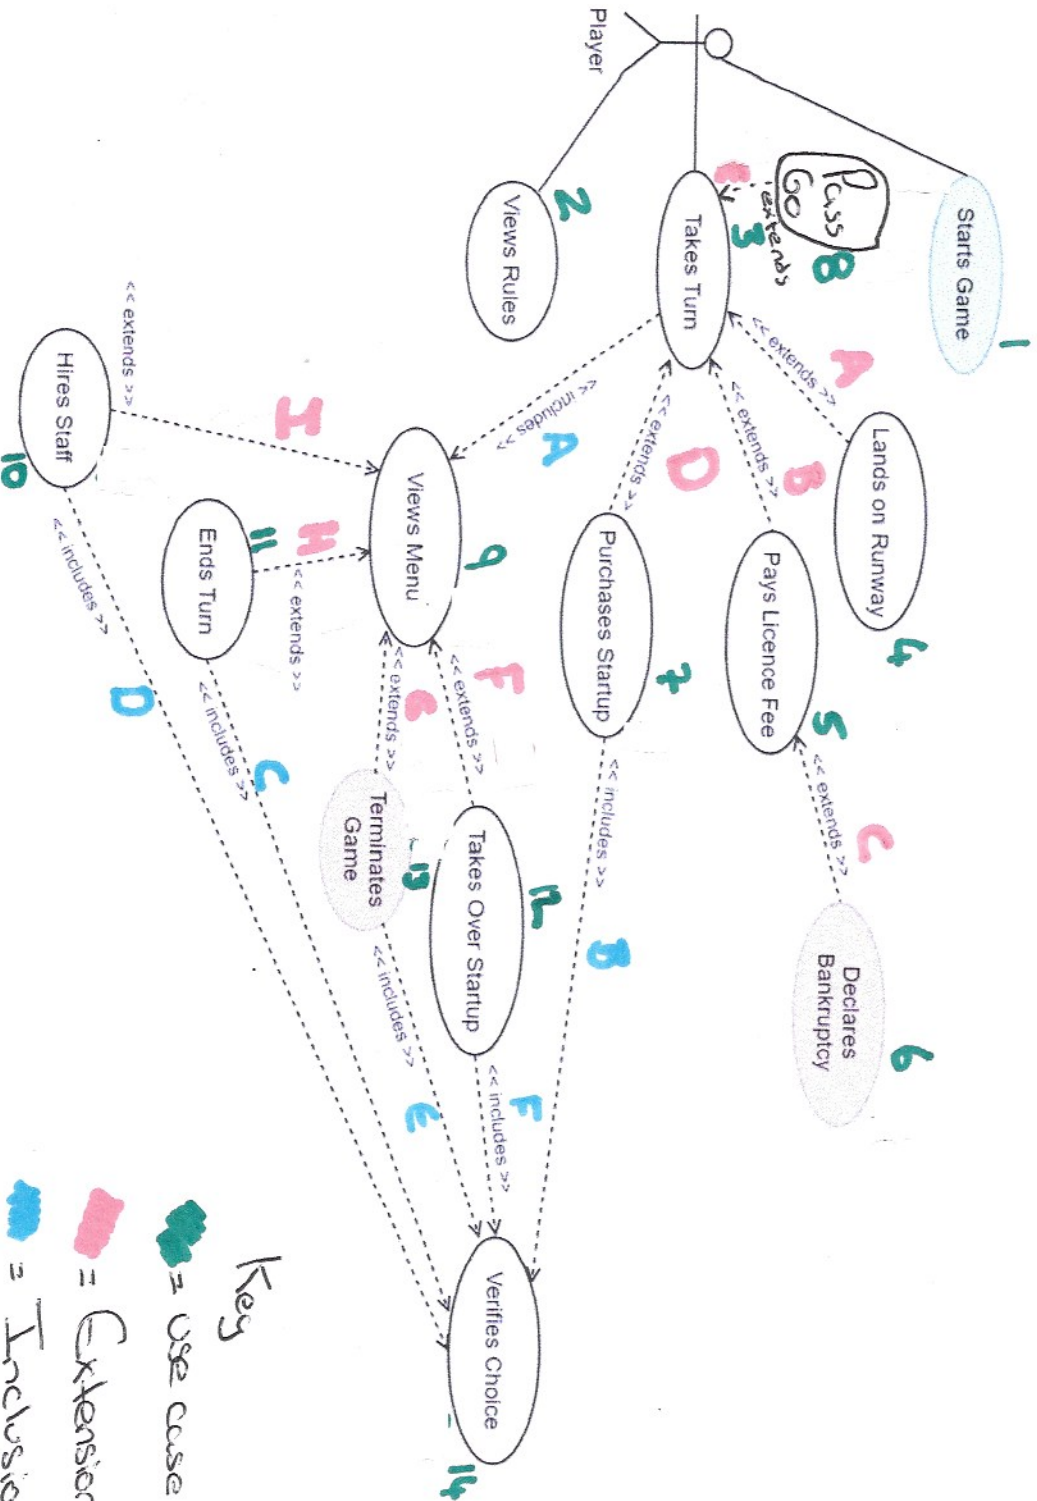 Player
Starts Game
1
Pass
Go
8
E
extends
Takes Turn
3
Views Rules
2
Lands on Runway
4
<< extends >>
A
Pays Licence Fee
5
<< extends >>
B
Declares
Bankruptcy
6
<< extends >>
C
Purchases Startup
7
<< extends >>
D
<< includes >>
B
<< includes >>
A
Views Menu
9
Takes Over Startup
12
<< extends >>
F
<< includes >>
F
Terminates
Game
13
<< extends >>
G
<< includes >>
E
Ends Turn
11
<< extends >>
H
<< includes >>
C
Hires Staff
10
<< extends >>
I
<< includes >>
D
Verifies Choice
14
Key
= use case
= Extension
= Inclusio